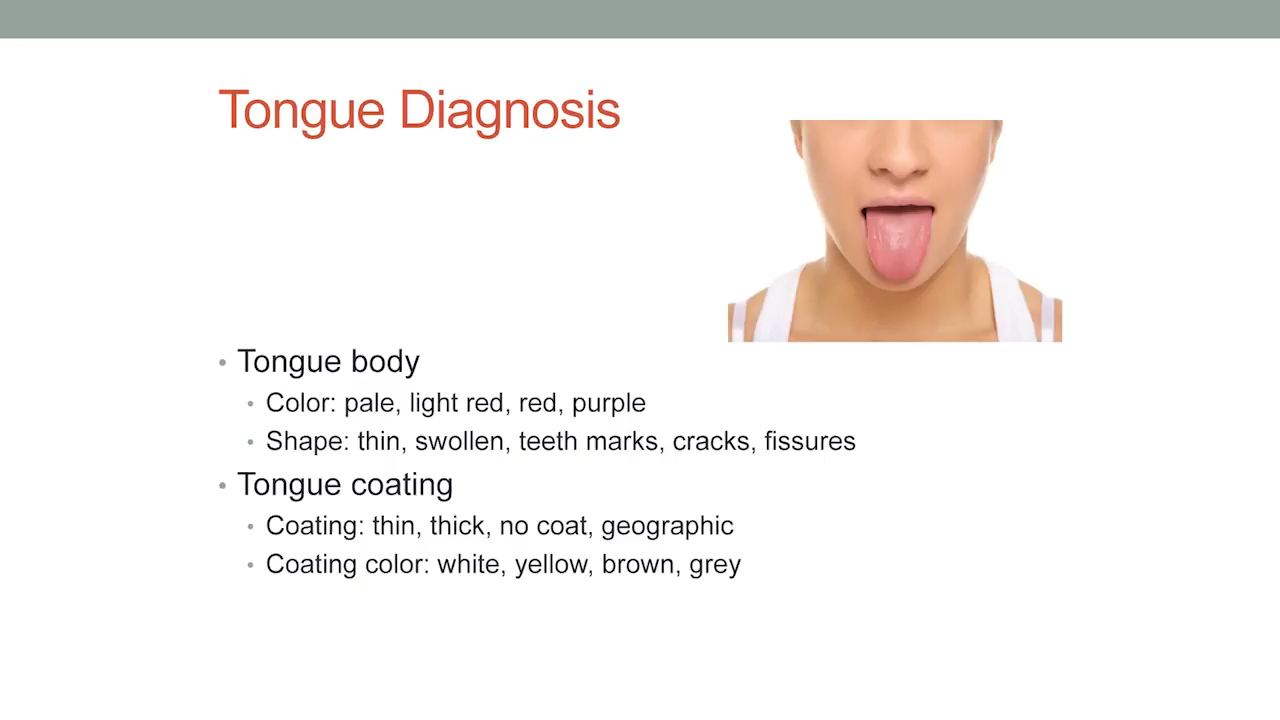 Tongue Diagnosis
• Tongue body
• Color: pale, light red, red, purple
• Shape: thin, swollen, teeth marks, cracks, fissures
• Tongue coating
• Coating: thin, thick, no coat, geographic
• Coating color: white, yellow, brown, grey